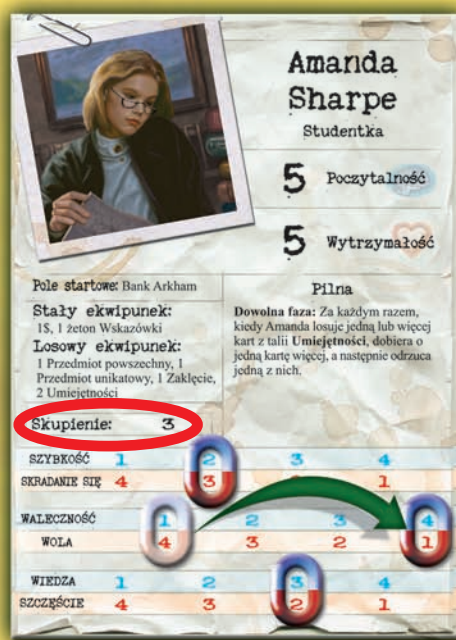 Amanda
Sharpe
Studentka
5 Poczytalność
5 Wytrzymałość
Pole startowe: Bank Arkham
Stały ekwipunek:
1$, 1 żeton Wskazówki
Losowy ekwipunek:
1 Przedmiot powszechny, 1
Przedmiot unikatowy, 1 Zaklęcie,
2 Umiejętności
Pilna
Dowolna faza: Za każdym razem,
kiedy Amanda losuje jedną lub więcej
kart z talii Umiejętności, dobiera o
jedną kartę więcej, a następnie odrzuca
jedną z nich.
Skupienie: 3
SZYBKOŚĆ 1 2 3 4
SKRADANIE SIĘ 4 3 1
WALECZNOŚĆ 1 2 3 4
WOLA 4 3 2 1
WIEDZA 1 2 3 4
SZCZĘŚCIE 4 3 2 1